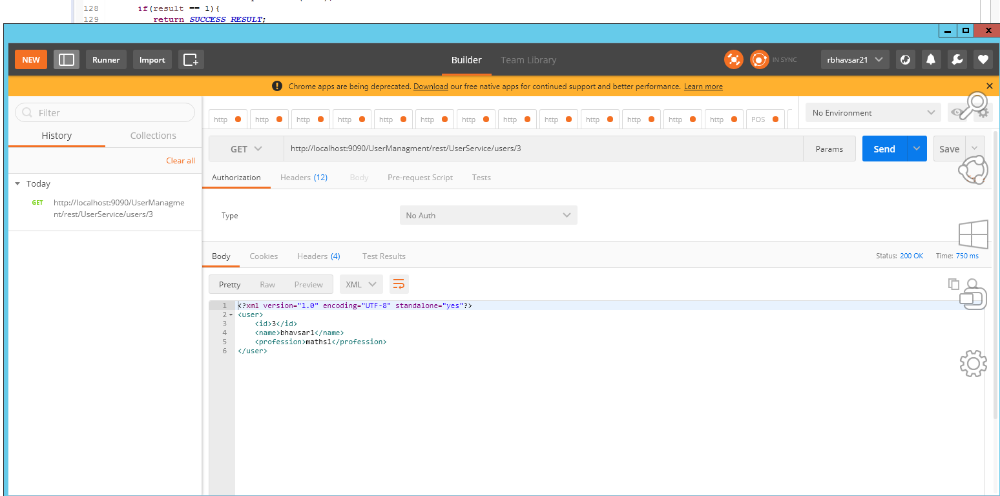 128 if(result == 1){
129 return SUCCESS_RESULT;
NEW Runner Import Builder Team Library IN SYNC rbhavsar21
Chrome apps are being deprecated. Download our free native apps for continued support and better performance. Learn more
Filter
History Collections
Clear all
Today
GET http://localhost:9090/UserManagme
nt/rest/UserService/users/3
http http http http http http http http http http http http http POS
No Environment
GET http://localhost:9090/UserManagment/rest/UserService/users/3 Params Send Save
Authorization Headers (12) Body Pre-request Script Tests
Type No Auth
Body Cookies Headers (4) Test Results Status: 200 OK Time: 750 ms
Pretty Raw Preview XML
1 <?xml version="1.0" encoding="UTF-8" standalone="yes"?>
2 <user>
3 <id>3</id>
4 <name>bhavsar1</name>
5 <profession>maths1</profession>
6 </user>